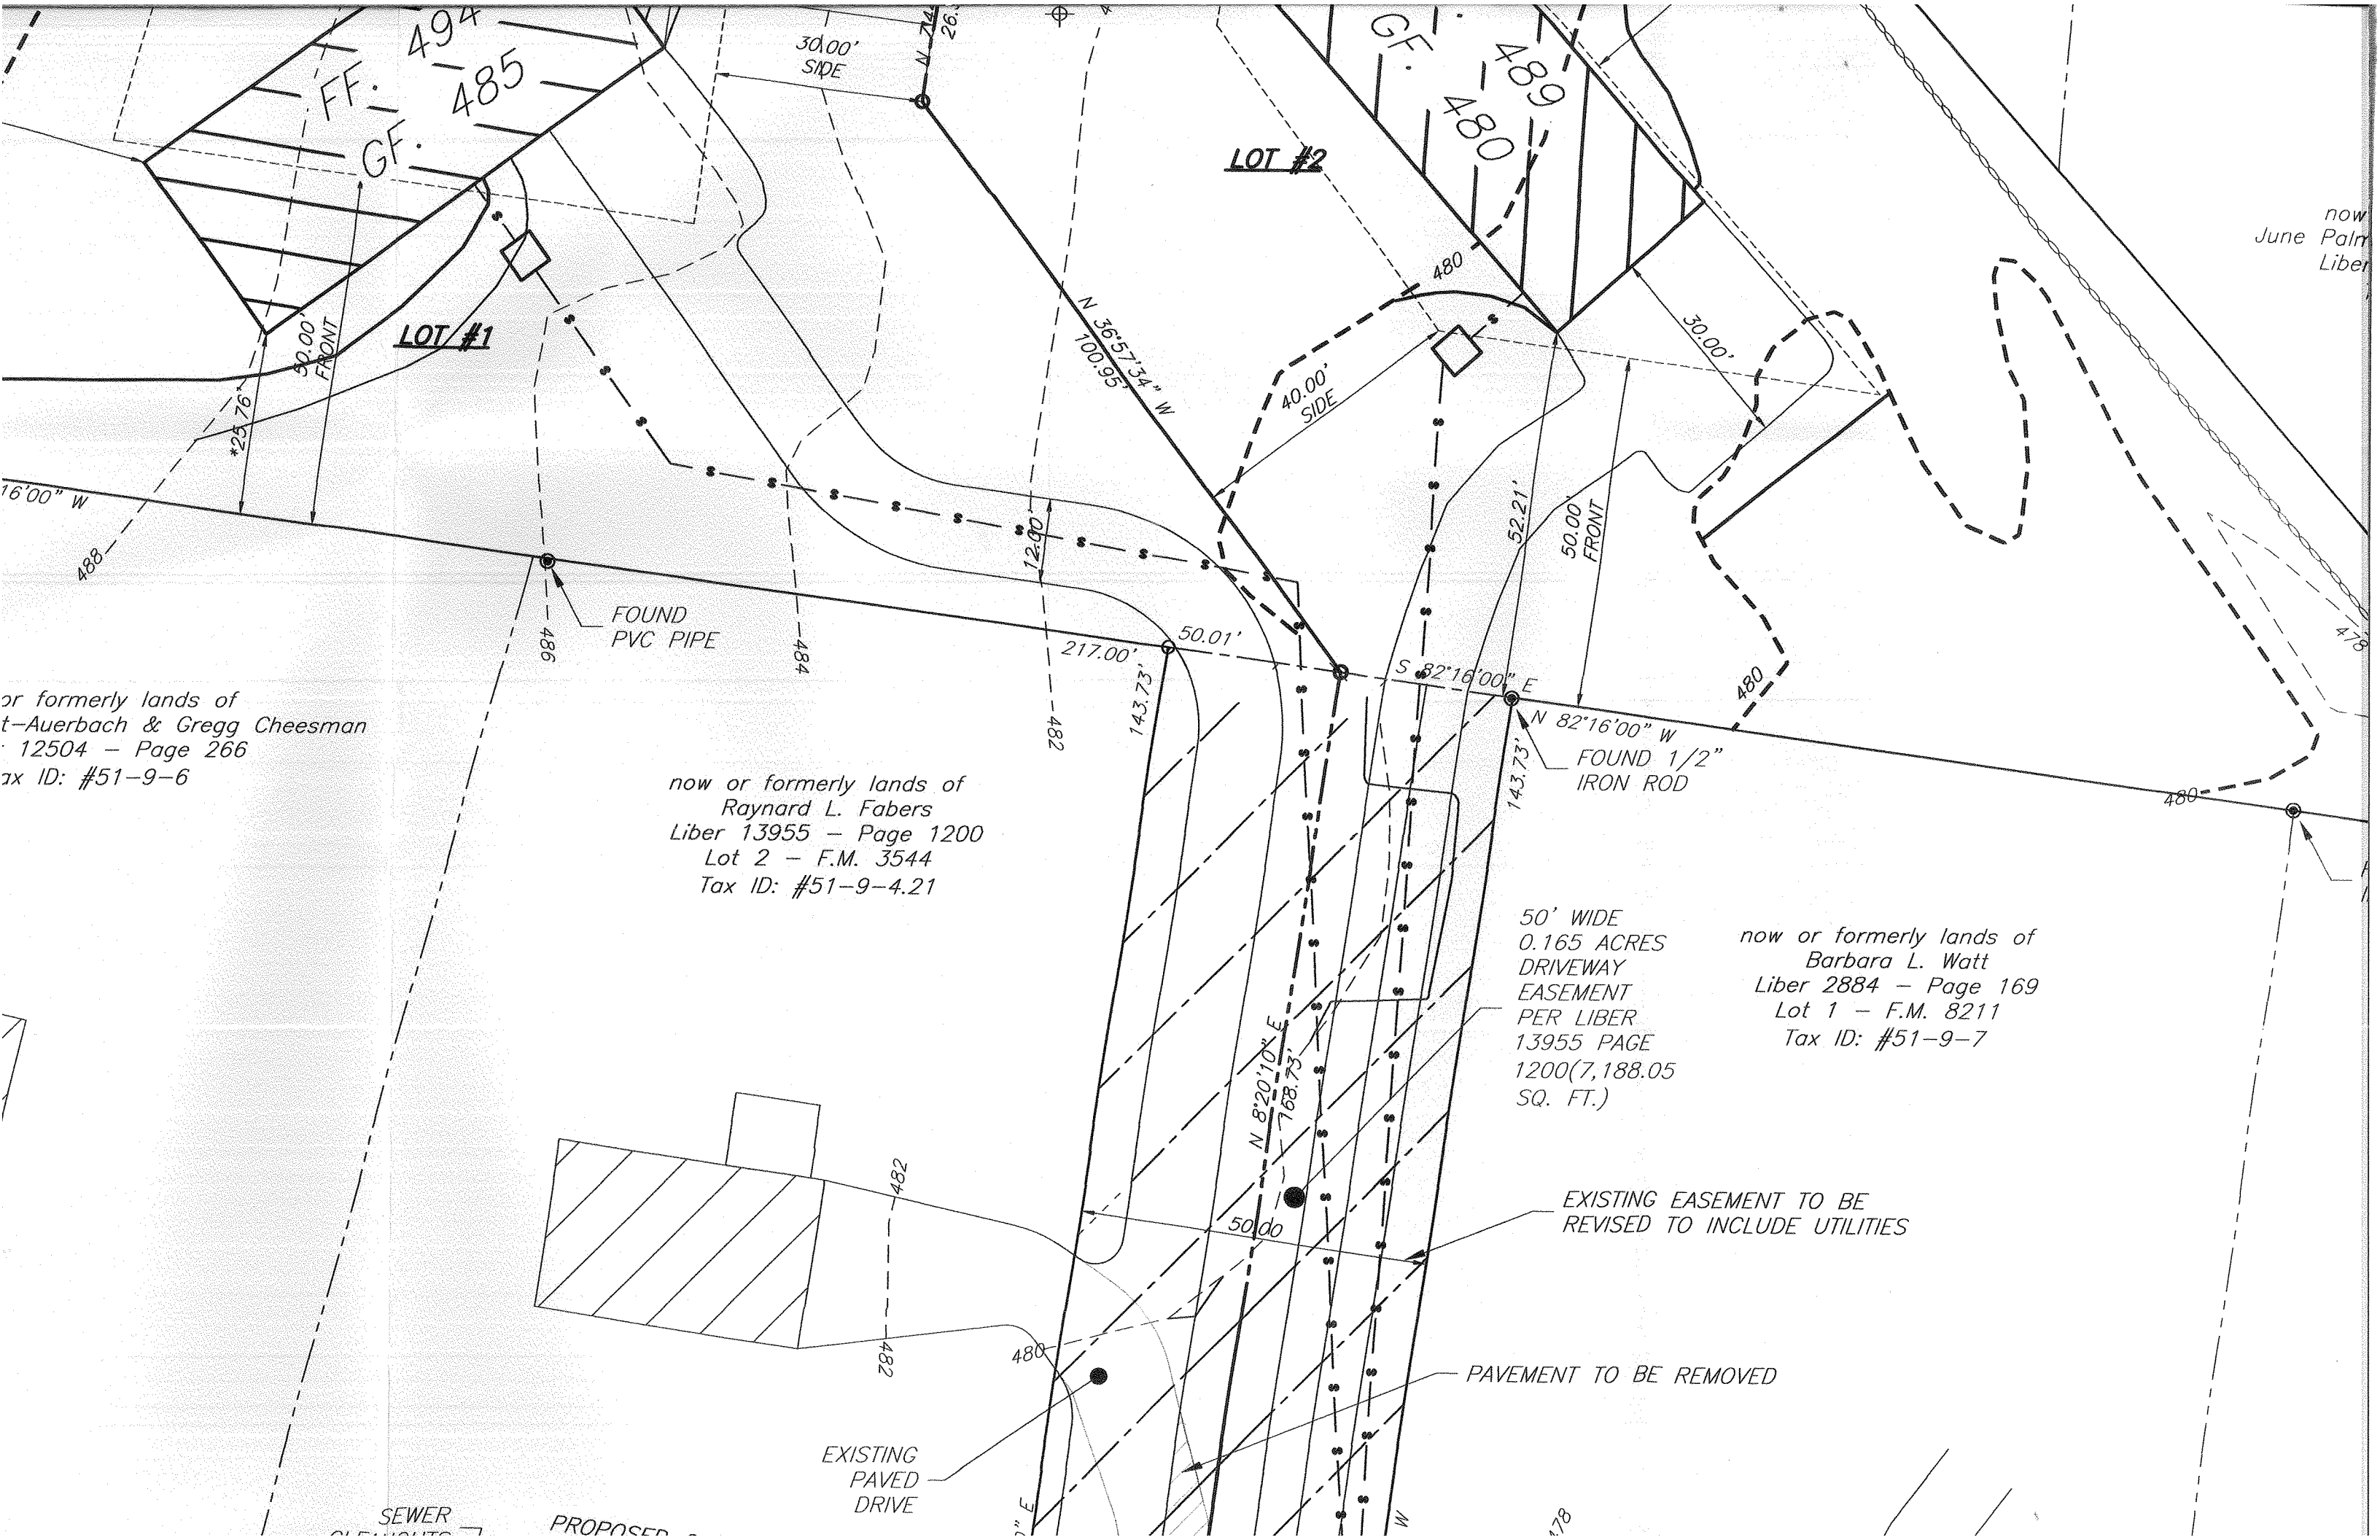 FF. 494
GF. 485
30.00'
SIDE
LOT #1
50.00'
FRONT
*25.76'
16'00" W
488
486
484
482
FOUND
PVC PIPE
12.00'
217.00'
50.01'
143.73'
N 36°57'34" W
100.95'
LOT #2
GF.
489
480
480
40.00'
SIDE
30.00'
52.21'
50.00'
FRONT
S 82°16'00" E
N 82°16'00" W
143.73'
FOUND 1/2"
IRON ROD
480
480
478
now
June Palm
Liber
or formerly lands of
t-Auerbach & Gregg Cheesman
12504 – Page 266
ax ID: #51-9-6
now or formerly lands of
Raynard L. Fabers
Liber 13955 – Page 1200
Lot 2 – F.M. 3544
Tax ID: #51-9-4.21
50' WIDE
0.165 ACRES
DRIVEWAY
EASEMENT
PER LIBER
13955 PAGE
1200(7,188.05
SQ. FT.)
now or formerly lands of
Barbara L. Watt
Liber 2884 – Page 169
Lot 1 – F.M. 8211
Tax ID: #51-9-7
N 8°20'10" E
168.73'
50.00
EXISTING EASEMENT TO BE
REVISED TO INCLUDE UTILITIES
482
482
480
PAVEMENT TO BE REMOVED
EXISTING
PAVED
DRIVE
SEWER
PROPOSED
478
W